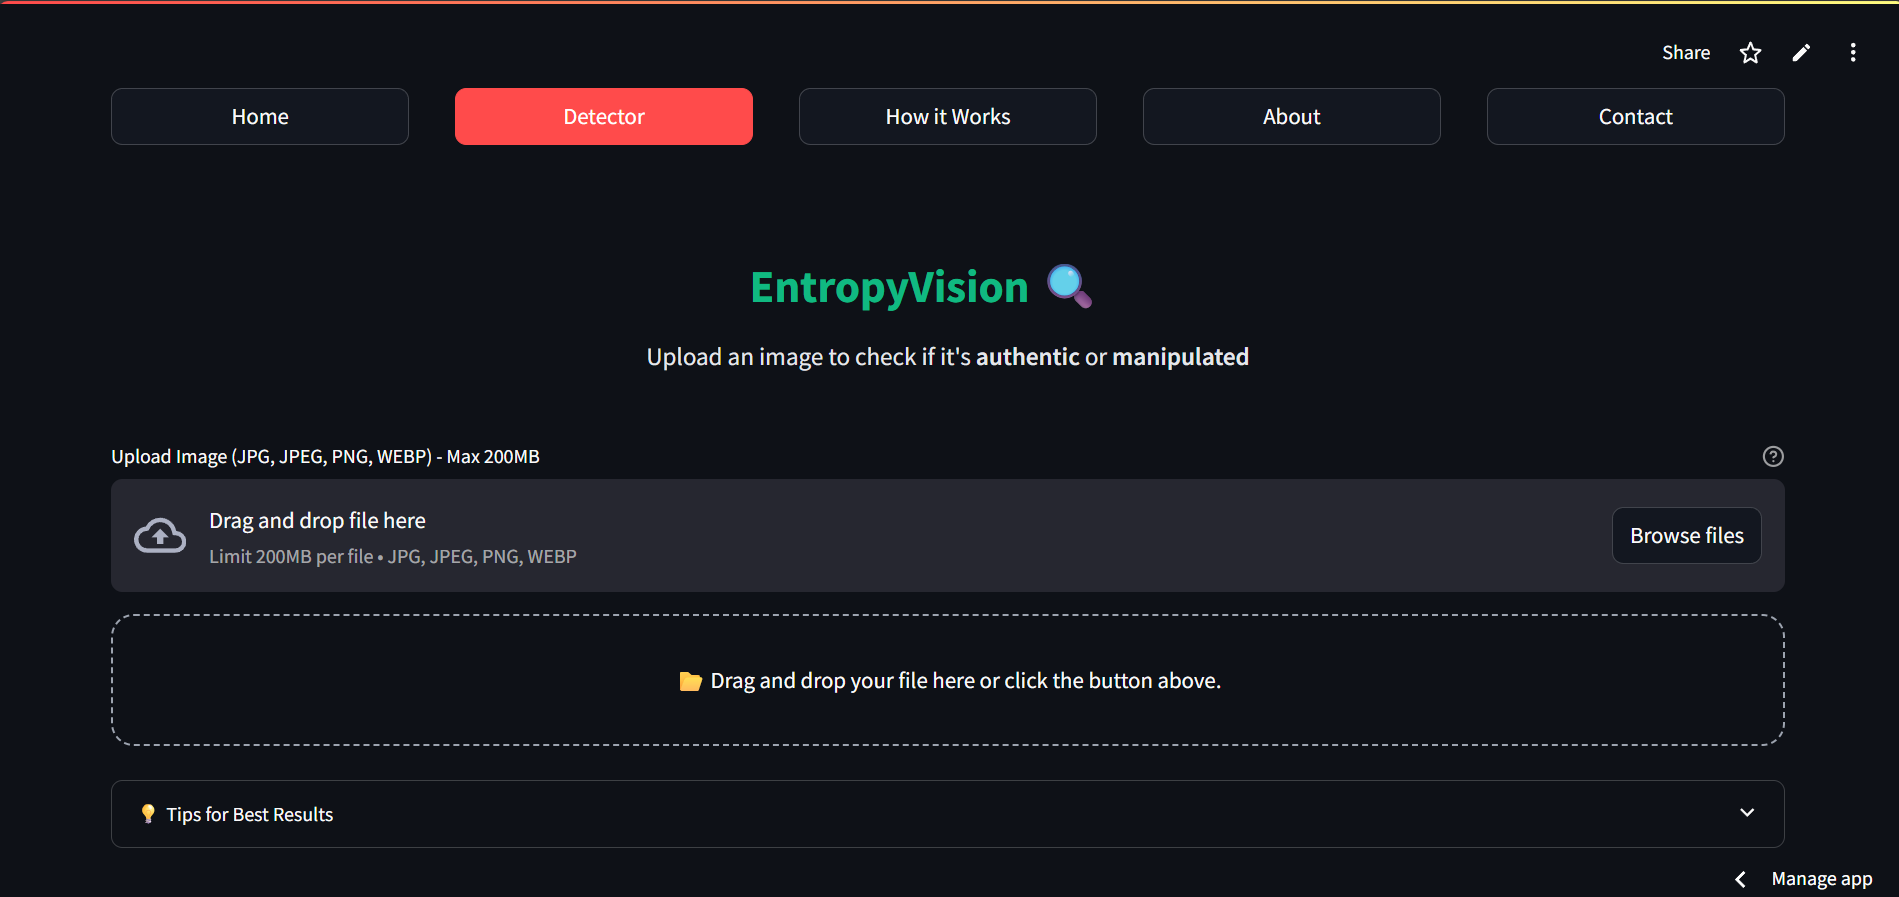 Share
Home
Detector
How it Works
About
Contact
EntropyVision
Upload an image to check if it's authentic or manipulated
Upload Image (JPG, JPEG, PNG, WEBP) - Max 200MB
Drag and drop file here
Limit 200MB per file • JPG, JPEG, PNG, WEBP
Browse files
Drag and drop your file here or click the button above.
Tips for Best Results
Manage app